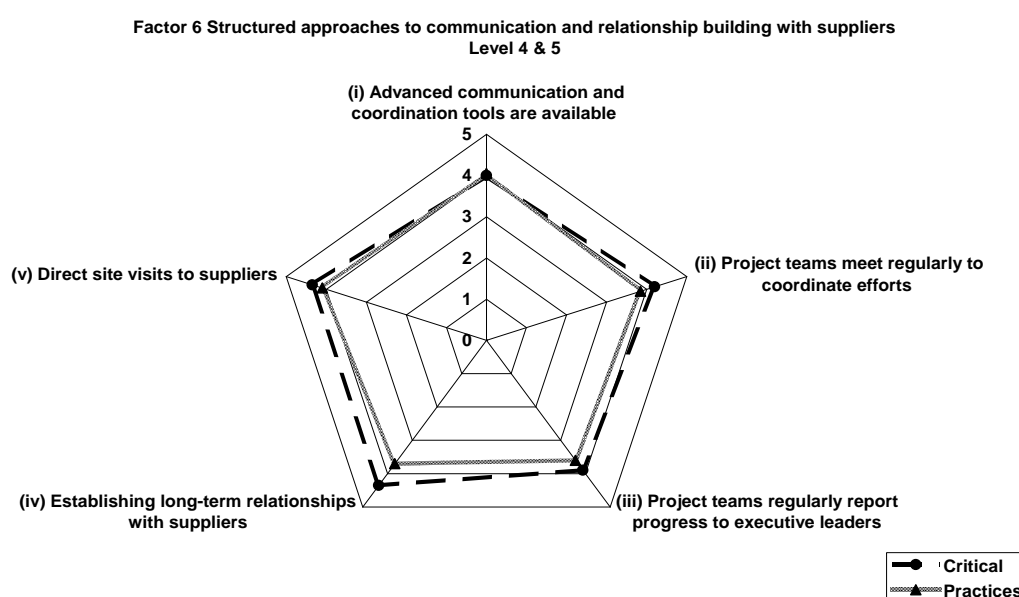 Factor 6 Structured approaches to communication and relationship building with suppliers
Level 4 & 5
(i) Advanced communication and
coordination tools are available
5
4
3
2
1
0
(ii) Project teams meet regularly to
coordinate efforts
(iii) Project teams regularly report
progress to executive leaders
(iv) Establishing long-term relationships
with suppliers
(v) Direct site visits to suppliers
Critical
Practices